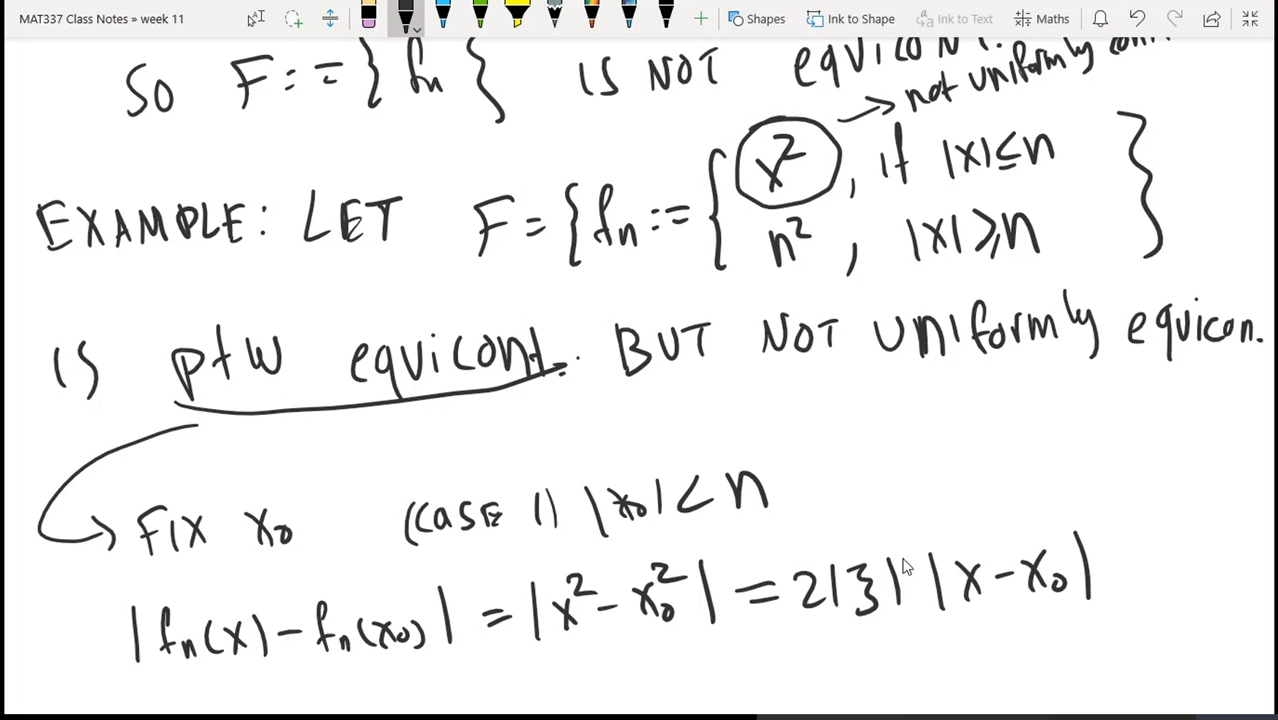 MAT337 Class Notes » week 11
Shapes Ink to Shape Ink to Text Maths
So F:== { fn } IS NOT equicont.
→ not uniformly cont
EXAMPLE: LET F = { fn := { x², if |x| ≤ n }
n², |x| ≥ n
IS ptw equicont. BUT NOT uniformly equicon.
→ FIX x₀ (CASE 1) |x₀| < n
|fn(x) - fn(x₀)| = |x² - x₀²| = 2|ξ| |x - x₀|